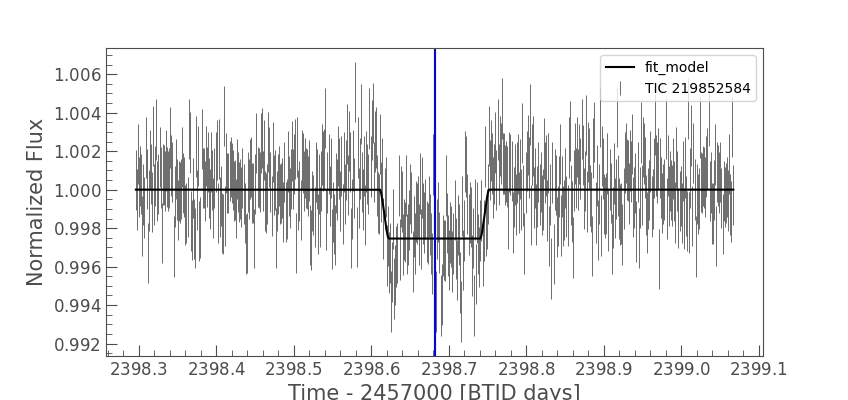 fit_model
TIC 219852584
1.006
1.004
1.002
1.000
0.998
0.996
0.994
0.992
Normalized Flux
2398.3 2398.4 2398.5 2398.6 2398.7 2398.8 2398.9 2399.0 2399.1
Time - 2457000 [BTJD days]